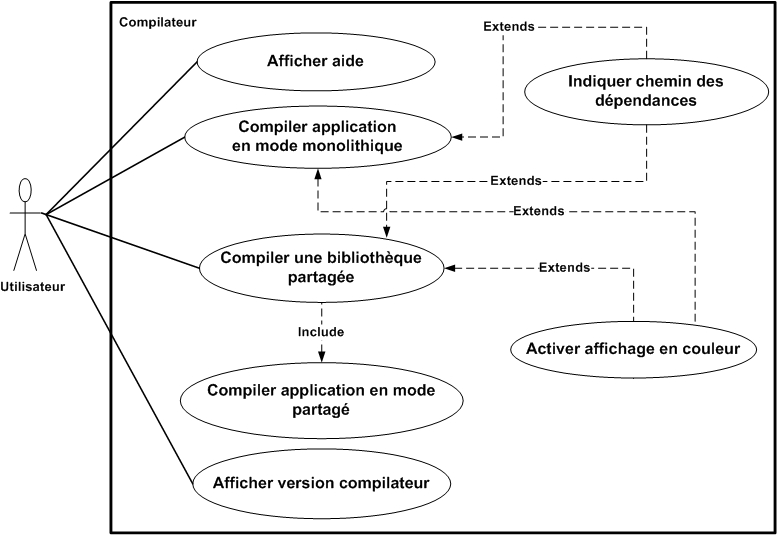 Compilateur
Extends
Afficher aide
Indiquer chemin des
dépendances
Compiler application
en mode monolithique
Extends
Extends
Compiler une bibliothèque
partagée
Extends
Utilisateur
Include
Activer affichage en couleur
Compiler application en mode
partagé
Afficher version compilateur